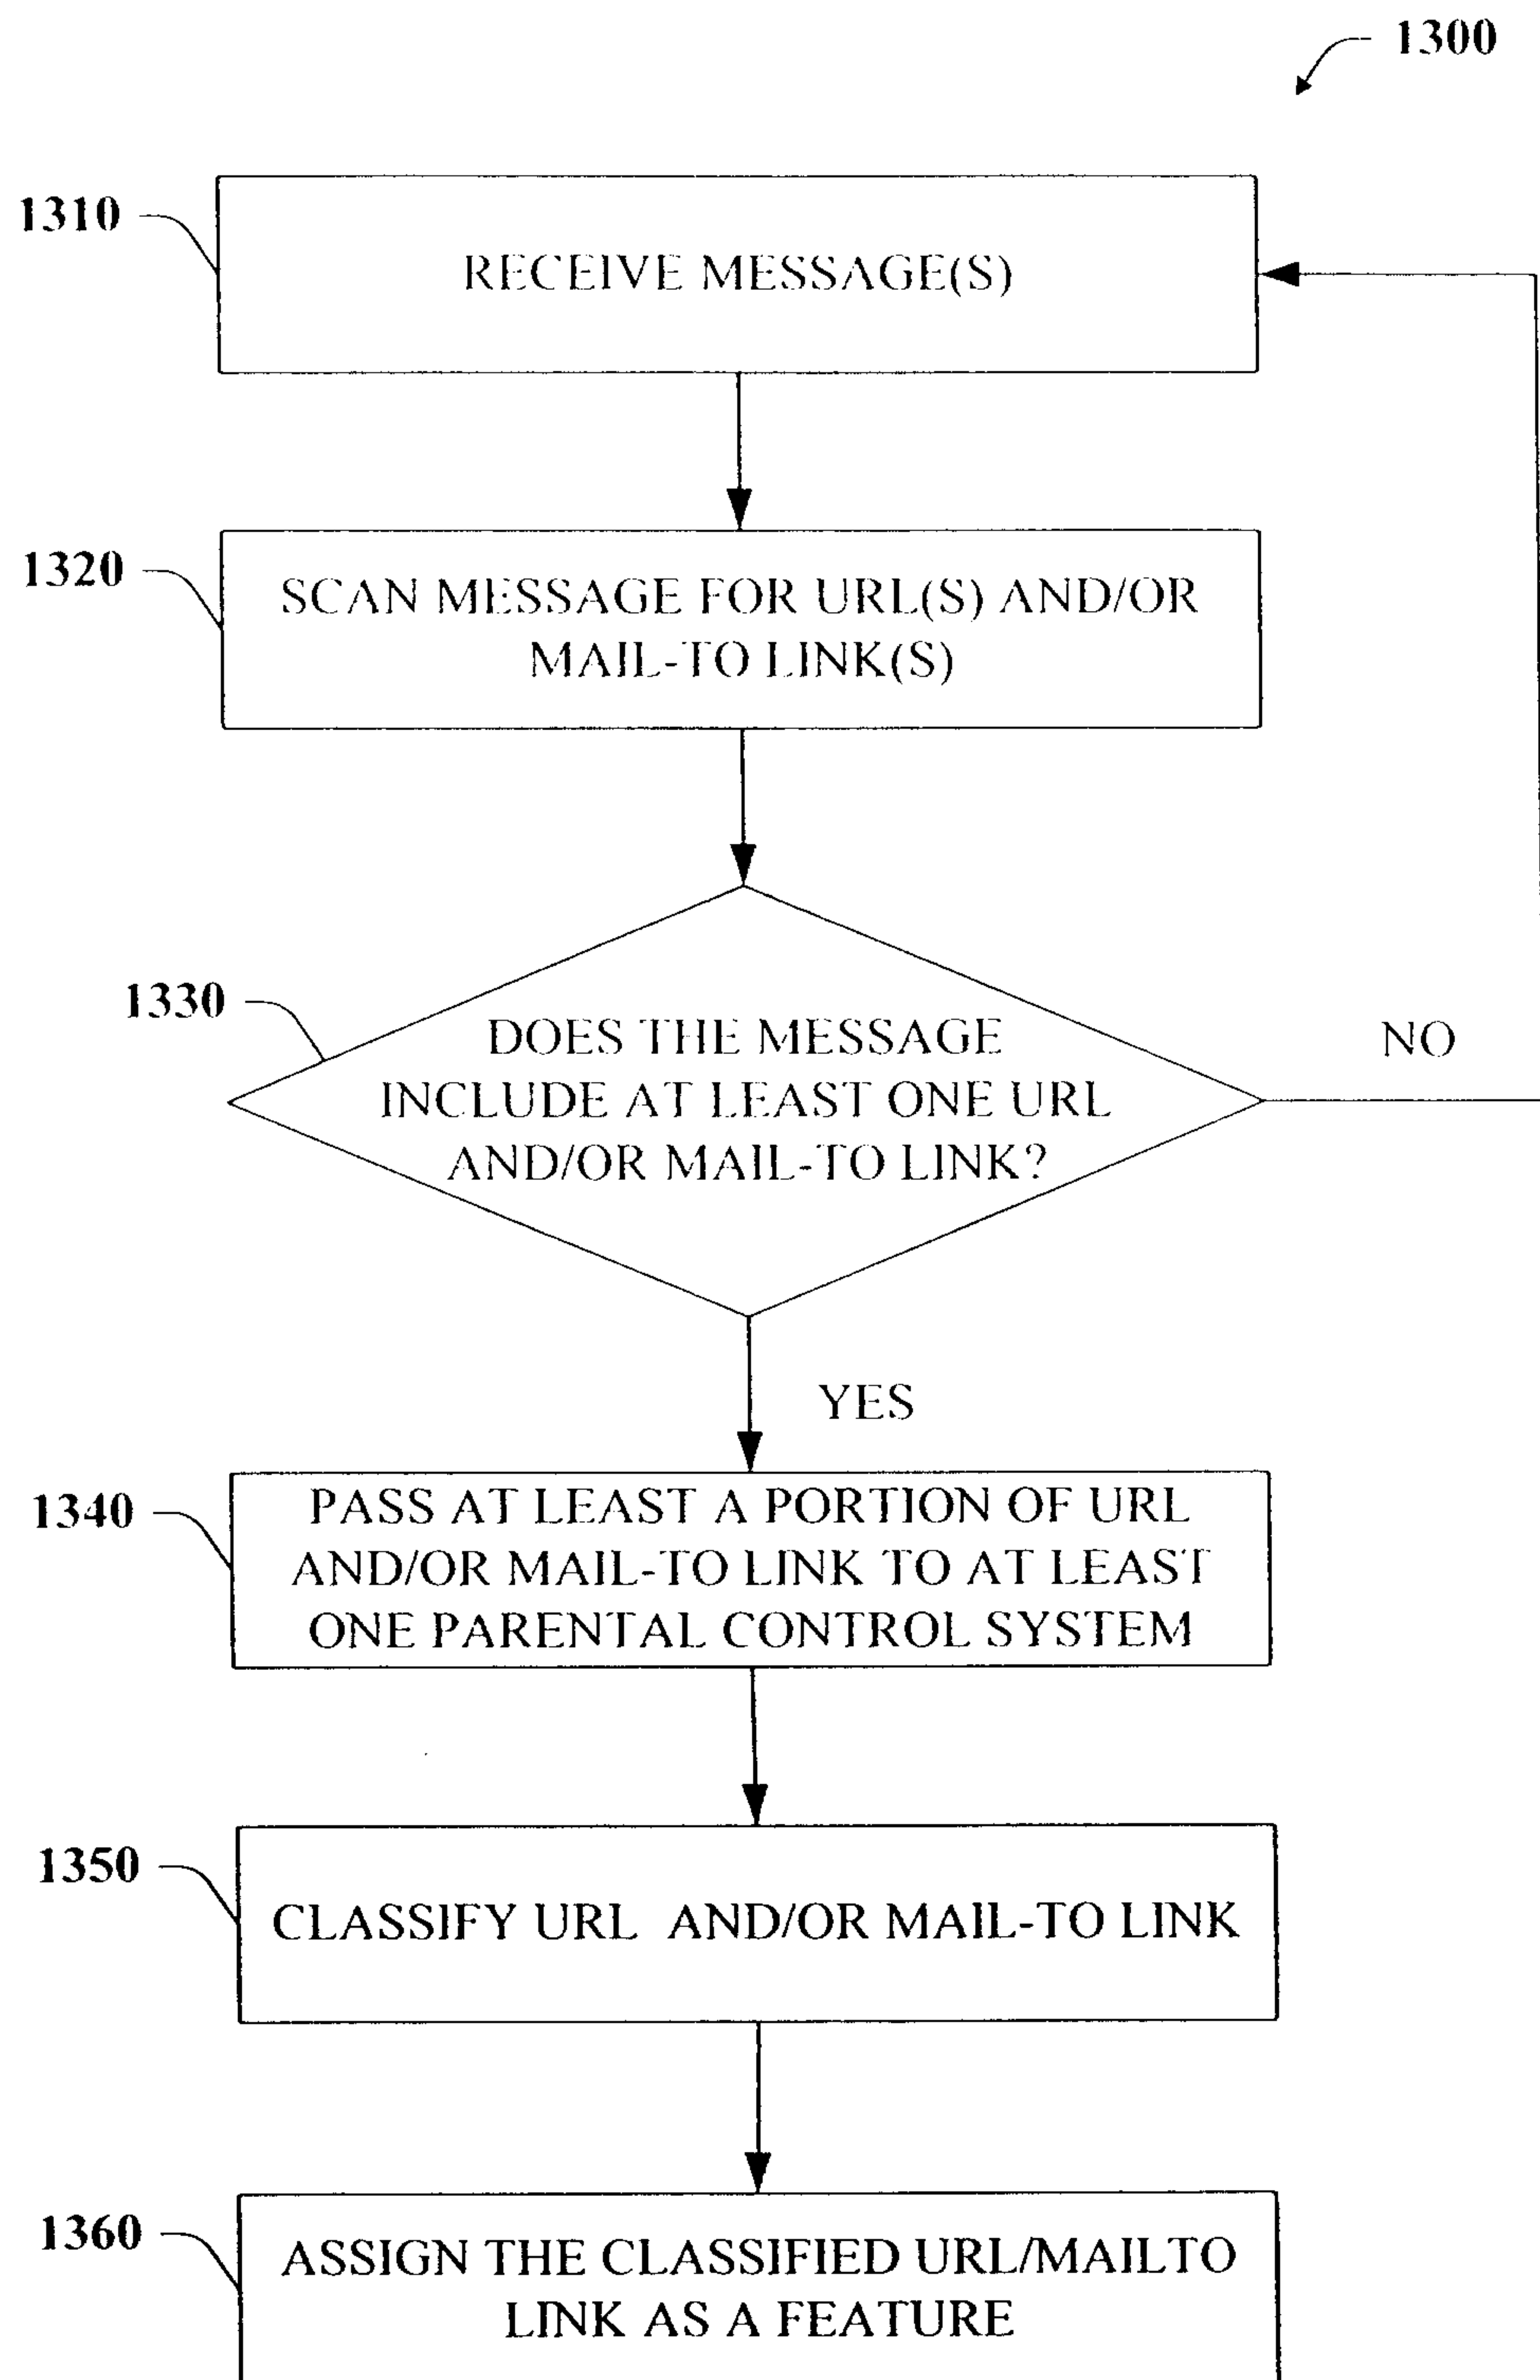 1300
1310
RECEIVE MESSAGE(S)
1320
SCAN MESSAGE FOR URL(S) AND/OR
MAIL-TO LINK(S)
1330
DOES THE MESSAGE
INCLUDE AT LEAST ONE URL
AND/OR MAIL-TO LINK?
NO
YES
1340
PASS AT LEAST A PORTION OF URL
AND/OR MAIL-TO LINK TO AT LEAST
ONE PARENTAL CONTROL SYSTEM
1350
CLASSIFY URL AND/OR MAIL-TO LINK
1360
ASSIGN THE CLASSIFIED URL/MAILTO
LINK AS A FEATURE